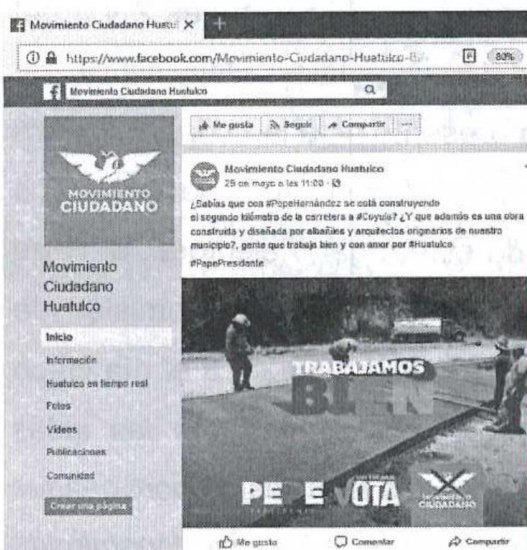 Movimiento Ciudadano Huatul
https://www.facebook.com/Movimiento-Ciudadano-Huatulco-
80%
Movimiento Ciudadano Huatulco
Me gusta Seguir Compartir ...
MOVIMIENTO
CIUDADANO
Movimiento
Ciudadano
Huatulco
Inicio
Información
Huatulco en tiempo real
Fotos
Videos
Publicaciones
Comunidad
Crear una página
Movimiento Ciudadano Huatulco
25 de mayo a las 11:00
¿Sabías que con #PepeHernández se está construyendo
el segundo kilómetro de la carretera a #Coyula? ¿Y que además es una obra
construida y diseñada por albañiles y arquitectos originarios de nuestro
municipio?, gente que trabaja bien y con amor por #Huatulco.
#PepePresidente
TRABAJAMOS
BIEN
PEPE VOTA
MOVIMIENTO
CIUDADANO
Me gusta Comentar Compartir